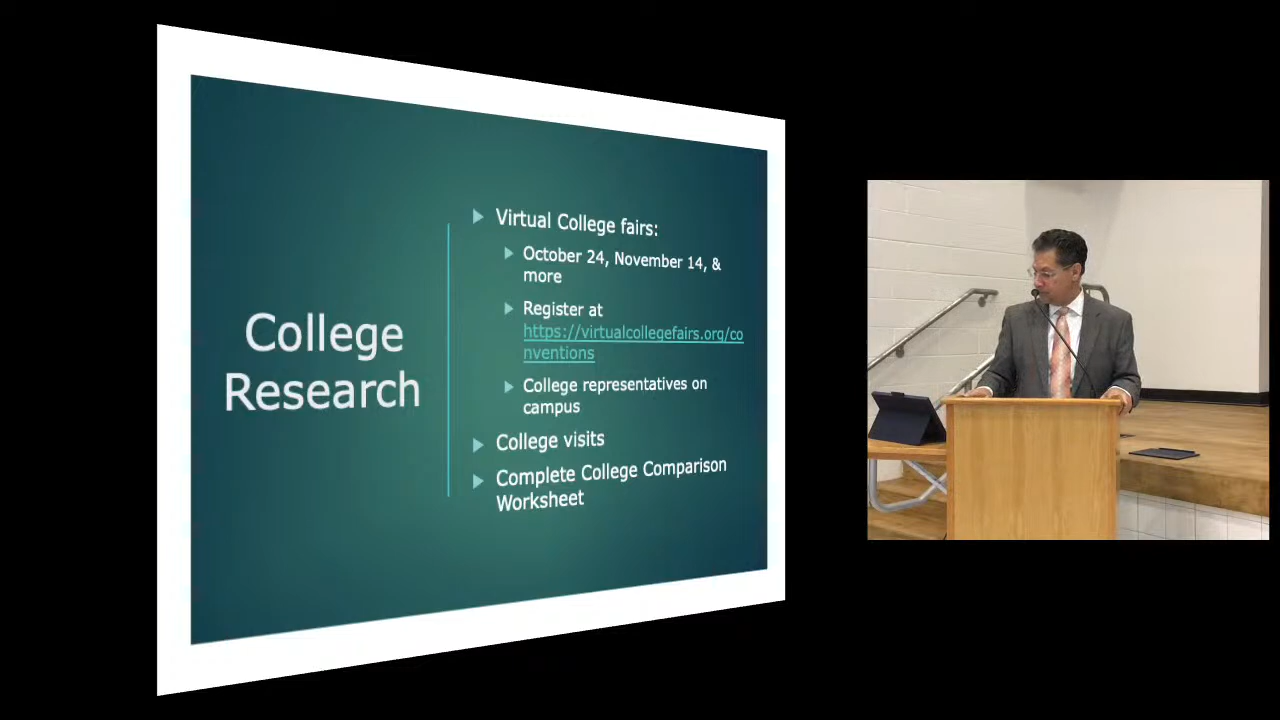 College
Research
Virtual College fairs:
October 24, November 14, &
more
Register at
https://virtualcollegefairs.org/co
nventions
College representatives on
campus
College visits
Complete College Comparison
Worksheet